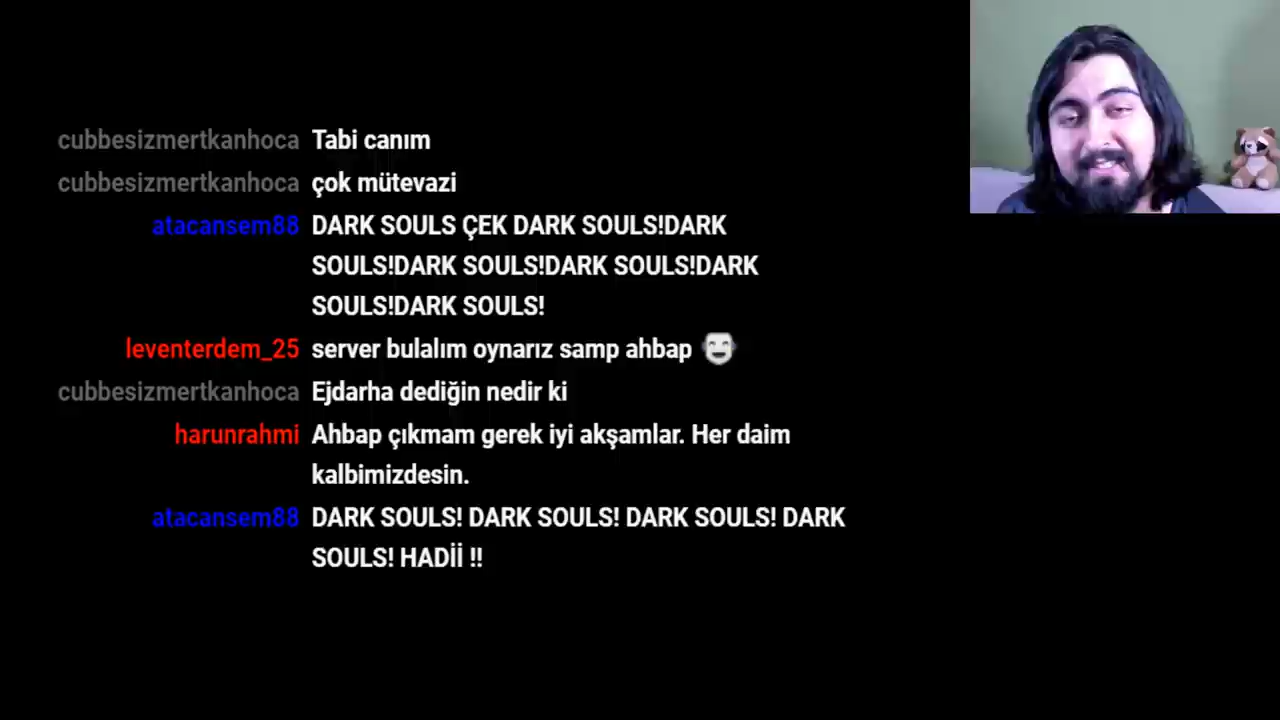 cubbesizmertkanhoca Tabi canım
cubbesizmertkanhoca çok mütevazi
atacansem88 DARK SOULS ÇEK DARK SOULS!DARK
SOULS!DARK SOULS!DARK SOULS!DARK
SOULS!DARK SOULS!
leventerdem_25 server bulalım oynarız samp ahbap
cubbesizmertkanhoca Ejdarha dediğin nedir ki
harunrahmi Ahbap çıkmam gerek iyi akşamlar. Her daim
kalbimizdesin.
atacansem88 DARK SOULS! DARK SOULS! DARK SOULS! DARK
SOULS! HADİİ !!